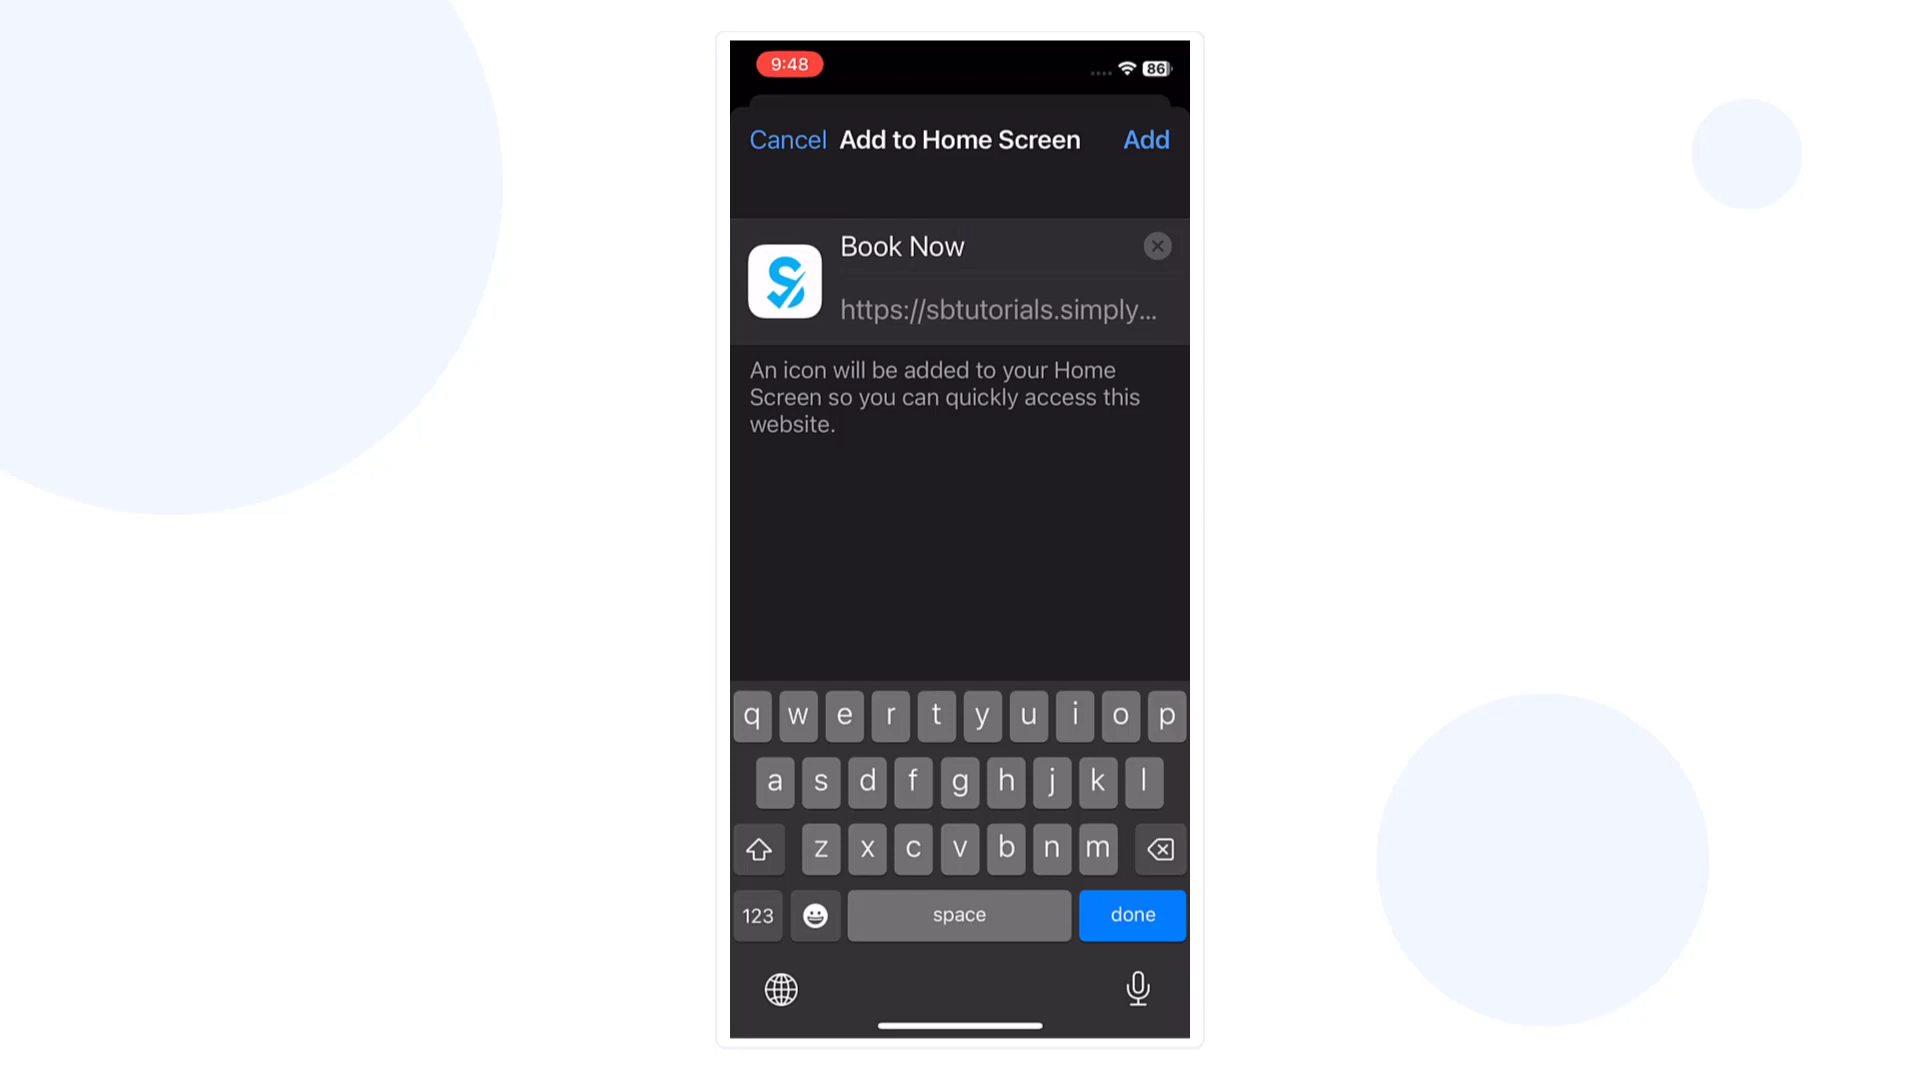 9:48
86
Cancel Add to Home Screen Add
Book Now
https://sbtutorials.simply...
An icon will be added to your Home
Screen so you can quickly access this
website.
q w e r t y u i o p
a s d f g h j k l
z x c v b n m
123 space done